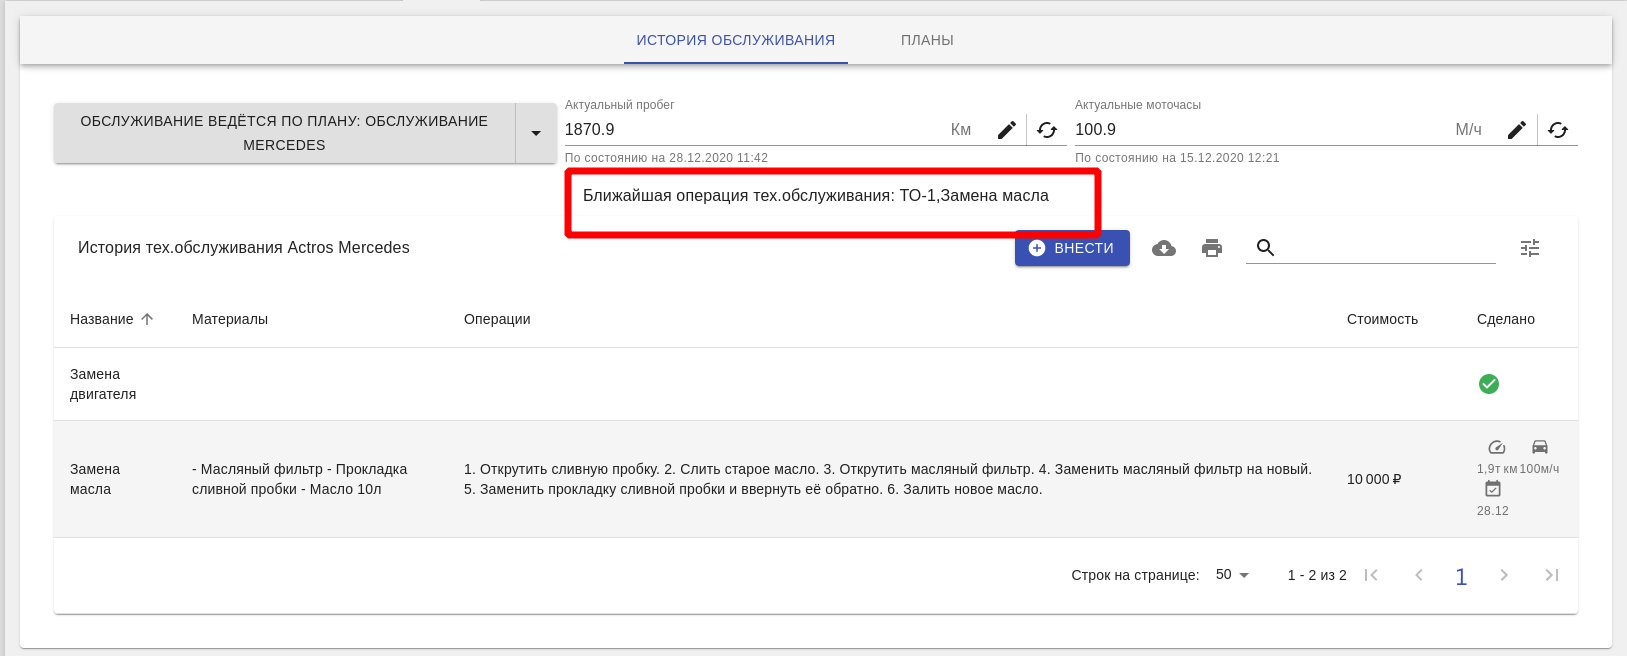 ИСТОРИЯ ОБСЛУЖИВАНИЯ
ПЛАНЫ
ОБСЛУЖИВАНИЕ ВЕДЁТСЯ ПО ПЛАНУ: ОБСЛУЖИВАНИЕ
MERCEDES
Актуальный пробег
1870.9 Км
По состоянию на 28.12.2020 11:42
Актуальные моточасы
100.9 М/ч
По состоянию на 15.12.2020 12:21
Ближайшая операция тех.обслуживания: ТО-1,Замена масла
История тех.обслуживания Actros Mercedes
ВНЕСТИ
Название Материалы Операции Стоимость Сделано
Замена
двигателя
Замена
масла
- Масляный фильтр - Прокладка
сливной пробки - Масло 10л
1. Открутить сливную пробку. 2. Слить старое масло. 3. Открутить масляный фильтр. 4. Заменить масляный фильтр на новый.
5. Заменить прокладку сливной пробки и ввернуть её обратно. 6. Залить новое масло.
10 000 ₽
1,9т км 100м/ч
28.12
Строк на странице: 50 1 - 2 из 2 1